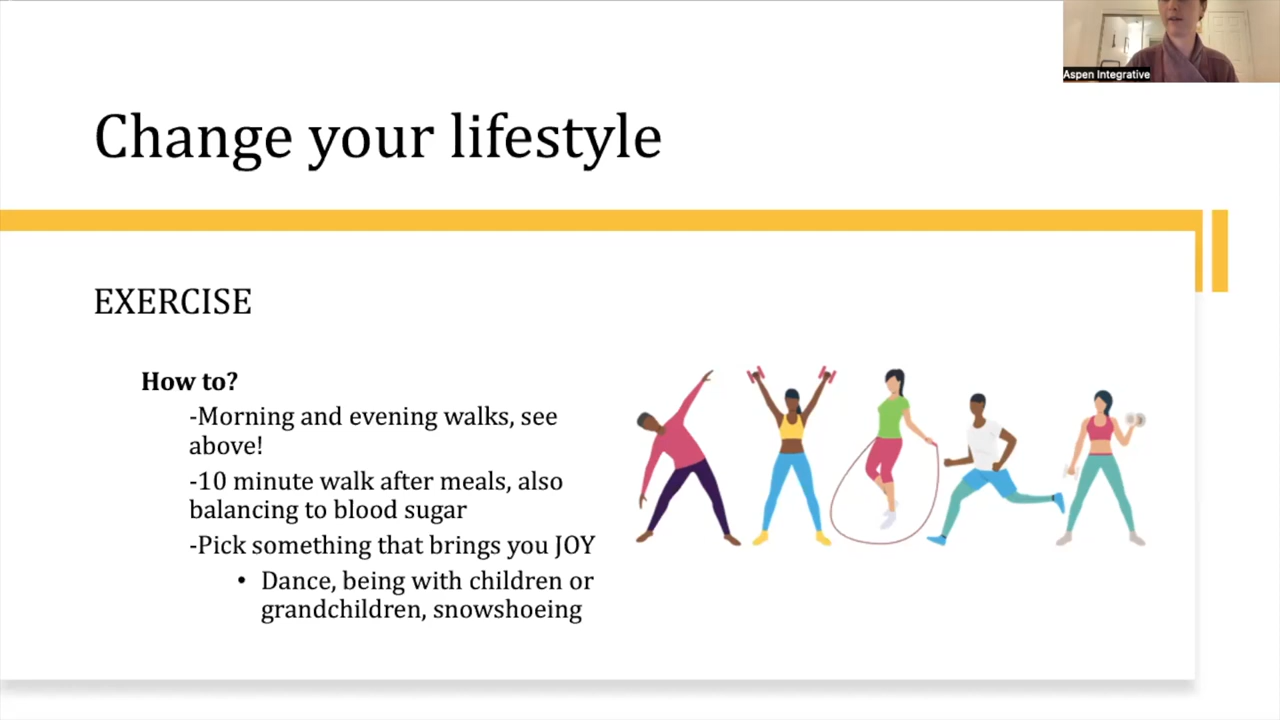 Aspen Integrative
Change your lifestyle
EXERCISE
How to?
-Morning and evening walks, see
above!
-10 minute walk after meals, also
balancing to blood sugar
-Pick something that brings you JOY
• Dance, being with children or
grandchildren, snowshoeing